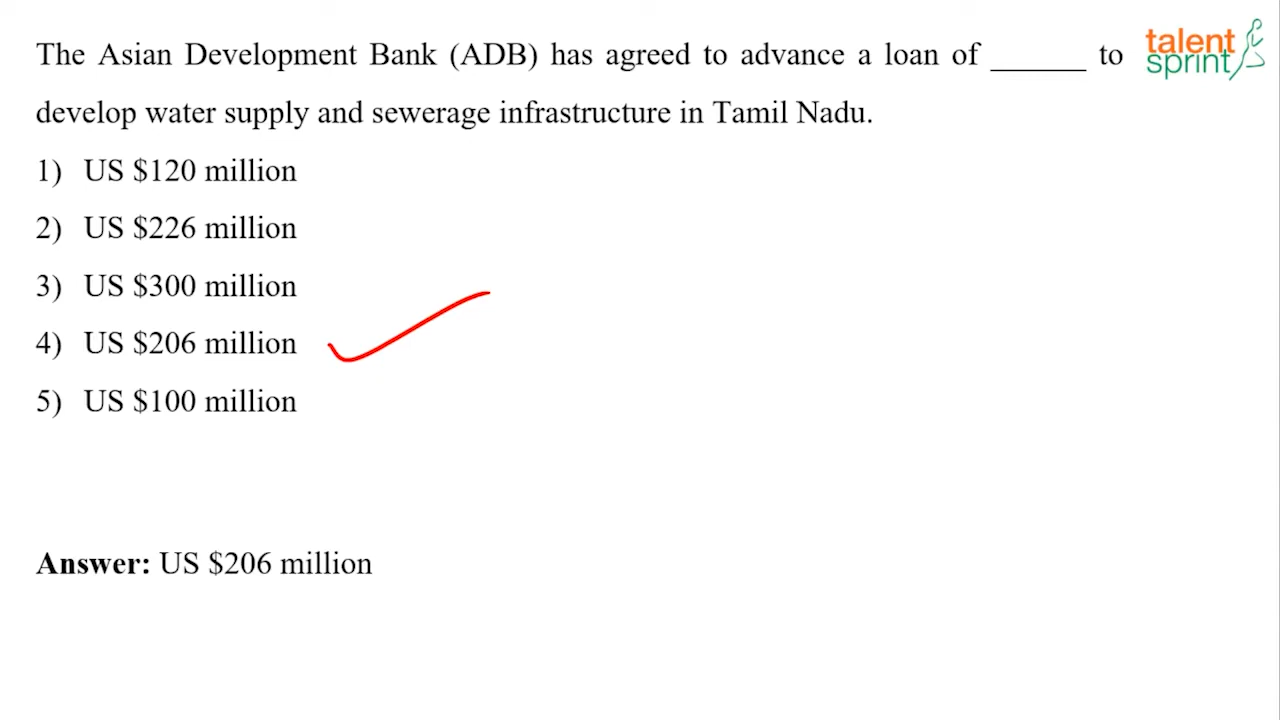 The Asian Development Bank (ADB) has agreed to advance a loan of ______ to
develop water supply and sewerage infrastructure in Tamil Nadu.
1) US $120 million
2) US $226 million
3) US $300 million
4) US $206 million
5) US $100 million
Answer: US $206 million
talent
sprint